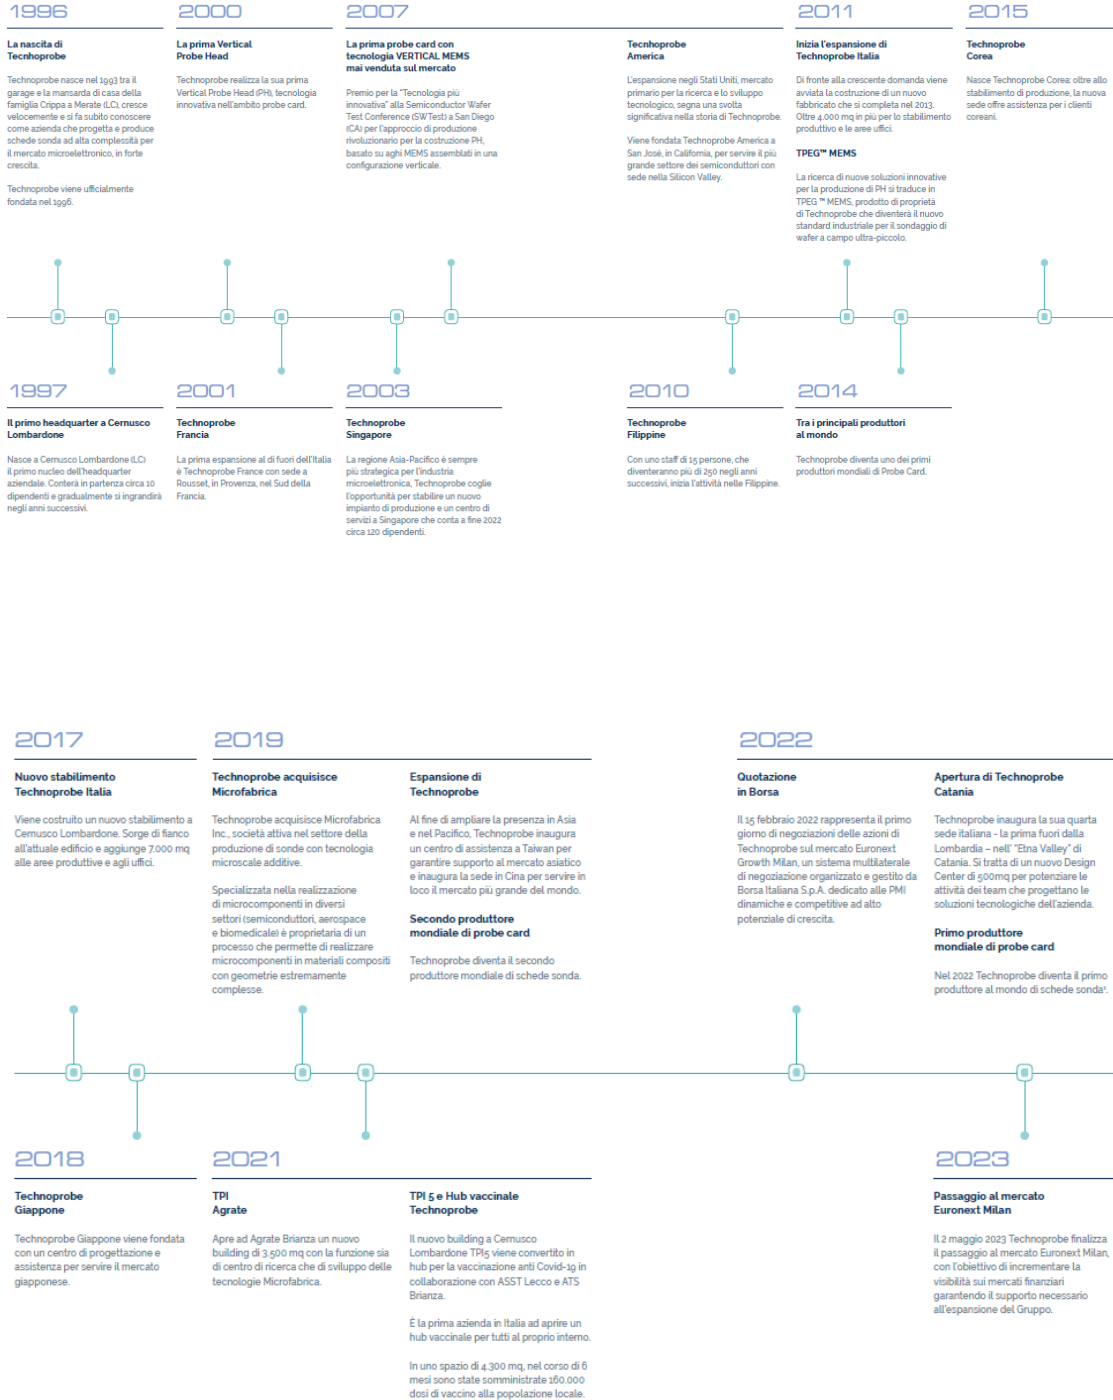 1996
La nascita di
Tecnhoprobe
Technoprobe nasce nel 1993 tra il
garage e la mansarda di casa della
famiglia Crippa a Merate (LC), cresce
velocemente e si fa subito conoscere
come azienda che progetta e produce
schede sonda ad alta complessità per
il mercato microelettronico, in forte
crescita.
Technoprobe viene ufficialmente
fondata nel 1996.
2000
La prima Vertical
Probe Head
Technoprobe realizza la sua prima
Vertical Probe Head (PH), tecnologia
innovativa nell'ambito probe card.
2007
La prima probe card con
tecnologia VERTICAL MEMS
mai venduta sul mercato
Premio per la "Tecnologia più
innovativa" alla Semiconductor Wafer
Test Conference (SWTest) a San Diego
(CA) per l'approccio di produzione
rivoluzionario per la costruzione PH,
basato su aghi MEMS assemblati in una
configurazione verticale.
Tecnhoprobe
America
L'espansione negli Stati Uniti, mercato
primario per la ricerca e lo sviluppo
tecnologico, segna una svolta
significativa nella storia di Technoprobe.
Viene fondata Technoprobe America a
San José, in California, per servire il più
grande settore dei semiconduttori con
sede nella Silicon Valley.
2011
Inizia l'espansione di
Technoprobe Italia
Di fronte alla crescente domanda viene
avviata la costruzione di un nuovo
fabbricato che si completa nel 2013.
Oltre 4.000 mq in più per lo stabilimento
produttivo e le aree uffici.
TPEG™ MEMS
La ricerca di nuove soluzioni innovative
per la produzione di PH si traduce in
TPEG ™ MEMS, prodotto di proprietà
di Technoprobe che diventerà il nuovo
standard industriale per il sondaggio di
wafer a campo ultra-piccolo.
2015
Technoprobe
Corea
Nasce Technoprobe Corea: oltre allo
stabilimento di produzione, la nuova
sede offre assistenza per i clienti
coreani.
1997
Il primo headquarter a Cernusco
Lombardone
Nasce a Cernusco Lombardone (LC)
il primo nucleo dell'headquarter
aziendale. Conterà in partenza circa 10
dipendenti e gradualmente si ingrandirà
negli anni successivi.
2001
Technoprobe
Francia
La prima espansione al di fuori dell'Italia
è Technoprobe France con sede a
Rousset, in Provenza, nel Sud della
Francia.
2003
Technoprobe
Singapore
La regione Asia-Pacifico è sempre
più strategica per l'industria
microelettronica, Technoprobe coglie
l'opportunità per stabilire un nuovo
impianto di produzione e un centro di
servizi a Singapore che conta a fine 2022
circa 120 dipendenti.
2010
Technoprobe
Filippine
Con uno staff di 15 persone, che
diventeranno più di 250 negli anni
successivi, inizia l'attività nelle Filippine.
2014
Tra i principali produttori
al mondo
Technoprobe diventa uno dei primi
produttori mondiali di Probe Card.
2017
Nuovo stabilimento
Technoprobe Italia
Viene costruito un nuovo stabilimento a
Cernusco Lombardone. Sorge di fianco
all'attuale edificio e aggiunge 7.000 mq
alle aree produttive e agli uffici.
2019
Technoprobe acquisisce
Microfabrica
Technoprobe acquisisce Microfabrica
Inc., società attiva nel settore della
produzione di sonde con tecnologia
microscale additive.
Specializzata nella realizzazione
di microcomponenti in diversi
settori (semiconduttori, aerospace
e biomedicale) è proprietaria di un
processo che permette di realizzare
microcomponenti in materiali compositi
con geometrie estremamente
complesse.
Espansione di
Technoprobe
Al fine di ampliare la presenza in Asia
e nel Pacifico, Technoprobe inaugura
un centro di assistenza a Taiwan per
garantire supporto al mercato asiatico
e inaugura la sede in Cina per servire in
loco il mercato più grande del mondo.
Secondo produttore
mondiale di probe card
Technoprobe diventa il secondo
produttore mondiale di schede sonda.
2022
Quotazione
in Borsa
Il 15 febbraio 2022 rappresenta il primo
giorno di negoziazioni delle azioni di
Technoprobe sul mercato Euronext
Growth Milan, un sistema multilaterale
di negoziazione organizzato e gestito da
Borsa Italiana S.p.A. dedicato alle PMI
dinamiche e competitive ad alto
potenziale di crescita.
Apertura di Technoprobe
Catania
Technoprobe inaugura la sua quarta
sede italiana - la prima fuori dalla
Lombardia – nell' "Etna Valley" di
Catania. Si tratta di un nuovo Design
Center di 500mq per potenziare le
attività dei team che progettano le
soluzioni tecnologiche dell'azienda.
Primo produttore
mondiale di probe card
Nel 2022 Technoprobe diventa il primo
produttore al mondo di schede sonda¹.
2018
Technoprobe
Giappone
Technoprobe Giappone viene fondata
con un centro di progettazione e
assistenza per servire il mercato
giapponese.
2021
TPI
Agrate
Apre ad Agrate Brianza un nuovo
building di 3.500 mq con la funzione sia
di centro di ricerca che di sviluppo delle
tecnologie Microfabrica.
TPI 5 e Hub vaccinale
Technoprobe
Il nuovo building a Cernusco
Lombardone TPI5 viene convertito in
hub per la vaccinazione anti Covid-19 in
collaborazione con ASST Lecco e ATS
Brianza.
È la prima azienda in Italia ad aprire un
hub vaccinale per tutti al proprio interno.
In uno spazio di 4.300 mq, nel corso di 6
mesi sono state somministrate 160.000
dosi di vaccino alla popolazione locale.
2023
Passaggio al mercato
Euronext Milan
Il 2 maggio 2023 Technoprobe finalizza
il passaggio al mercato Euronext Milan,
con l'obiettivo di incrementare la
visibilità sui mercati finanziari
garantendo il supporto necessario
all'espansione del Gruppo.